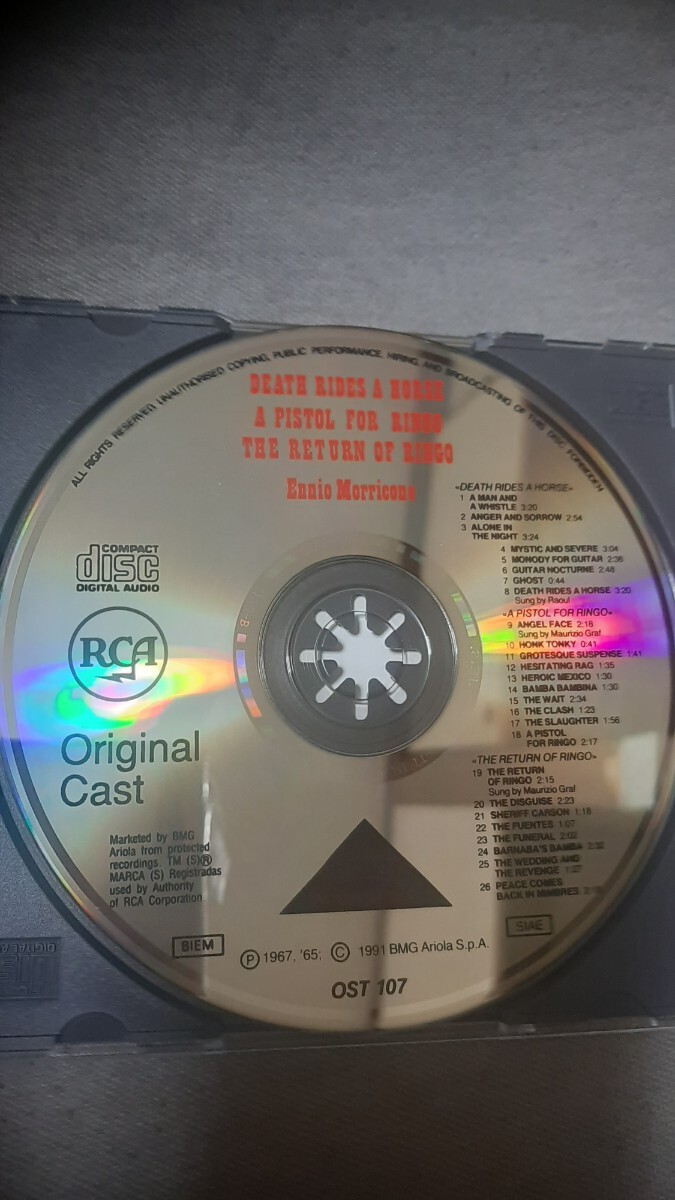 ALL RIGHTS RESERVED. UNAUTHORISED COPYING, PUBLIC PERFORMANCE, HIRING, AND BROADCASTING OF THIS DISC FORBIDDEN
DEATH RIDES A HORSE
A PISTOL FOR RINGO
THE RETURN OF RINGO
Ennio Morricone
COMPACT
disc
DIGITAL AUDIO
RCA
Original
Cast
Marketed by BMG
Ariola from protected
recordings. TM (S)®
MARCA (S) Registradas
used by Authority
of RCA Corporation
«DEATH RIDES A HORSE»
1 A MAN AND
A WHISTLE 3:20
2 ANGER AND SORROW 2:54
3 ALONE IN
THE NIGHT 3:24
4 MYSTIC AND SEVERE 3:04
5 MONODY FOR GUITAR 2:36
6 GUITAR NOCTURNE 2:48
7 GHOST 0:44
8 DEATH RIDES A HORSE 3:20
Sung by Raoul
«A PISTOL FOR RINGO»
9 ANGEL FACE 2:18
Sung by Maurizio Graf
10 HONK TONKY 0:41
11 GROTESQUE SUSPENSE 1:41
12 HESITATING RAG 1:35
13 HEROIC MEXICO 1:30
14 BAMBA BAMBINA 1:30
15 THE WAIT 2:34
16 THE CLASH 1:23
17 THE SLAUGHTER 1:56
18 A PISTOL
FOR RINGO 2:17
«THE RETURN OF RINGO»
19 THE RETURN
OF RINGO 2:15
Sung by Maurizio Graf
20 THE DISGUISE 2:23
21 SHERIFF CARSON 1:18
22 THE FUENTES 1:07
23 THE FUNERAL 2:02
24 BARNABA'S BAMBA 2:32
25 THE WEDDING AND
THE REVENGE 1:27
26 PEACE COMES
BACK IN MIMBRES
BIEM
SIAE
Ⓟ 1967, '65; © 1991 BMG Ariola S.p.A.
OST 107